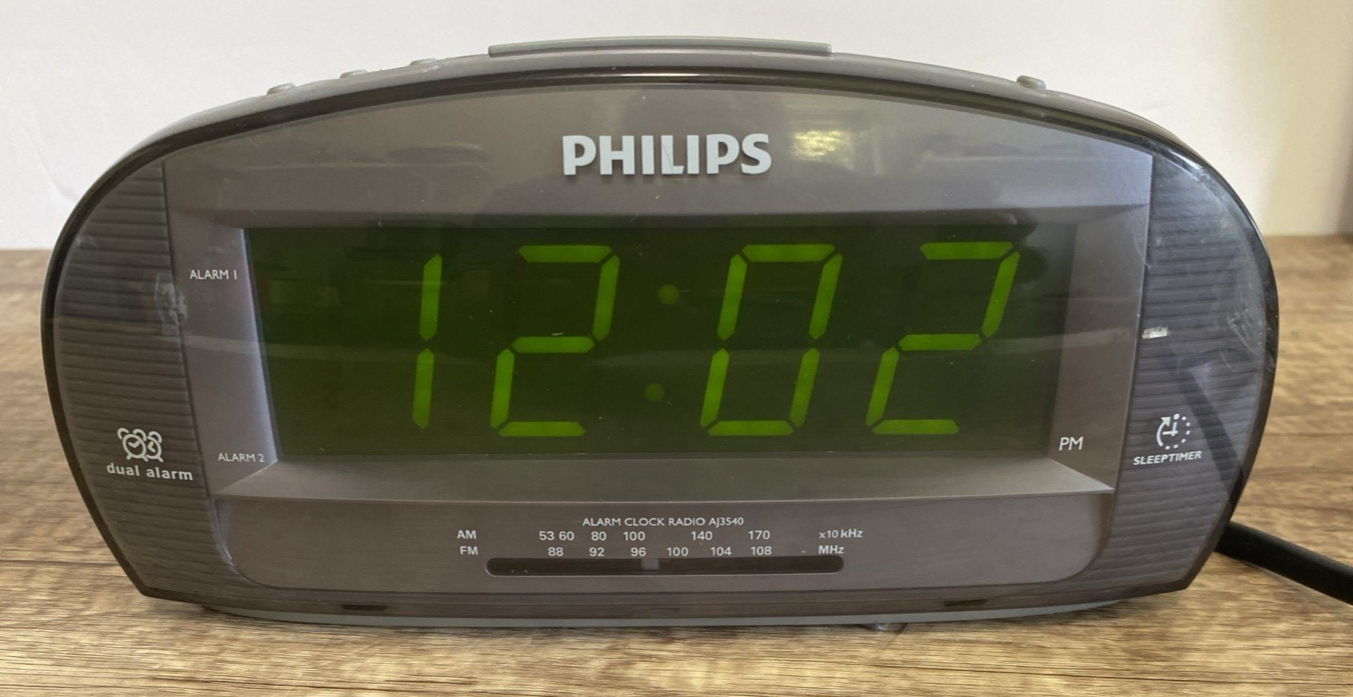 PHILIPS
ALARM 1
12:02
dual alarm
ALARM 2
PM
SLEEPTIMER
ALARM CLOCK RADIO AJ3540
AM 53 60 80 100 140 170 x10 kHz
FM 88 92 96 100 104 108 - MHz